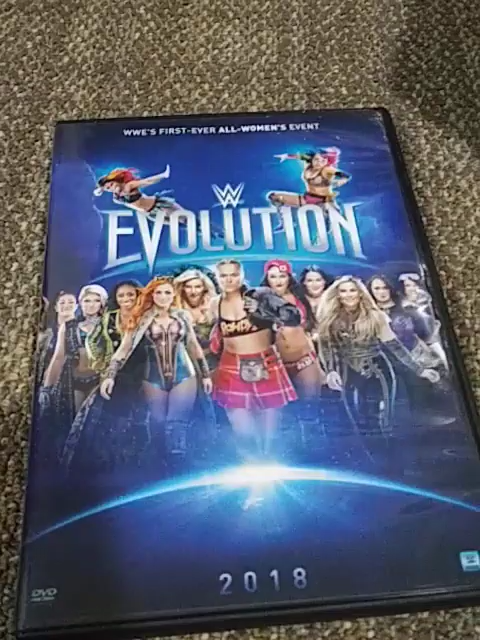 WWE'S FIRST-EVER ALL-WOMEN'S EVENT
W
EVOLUTION
2018
DVD